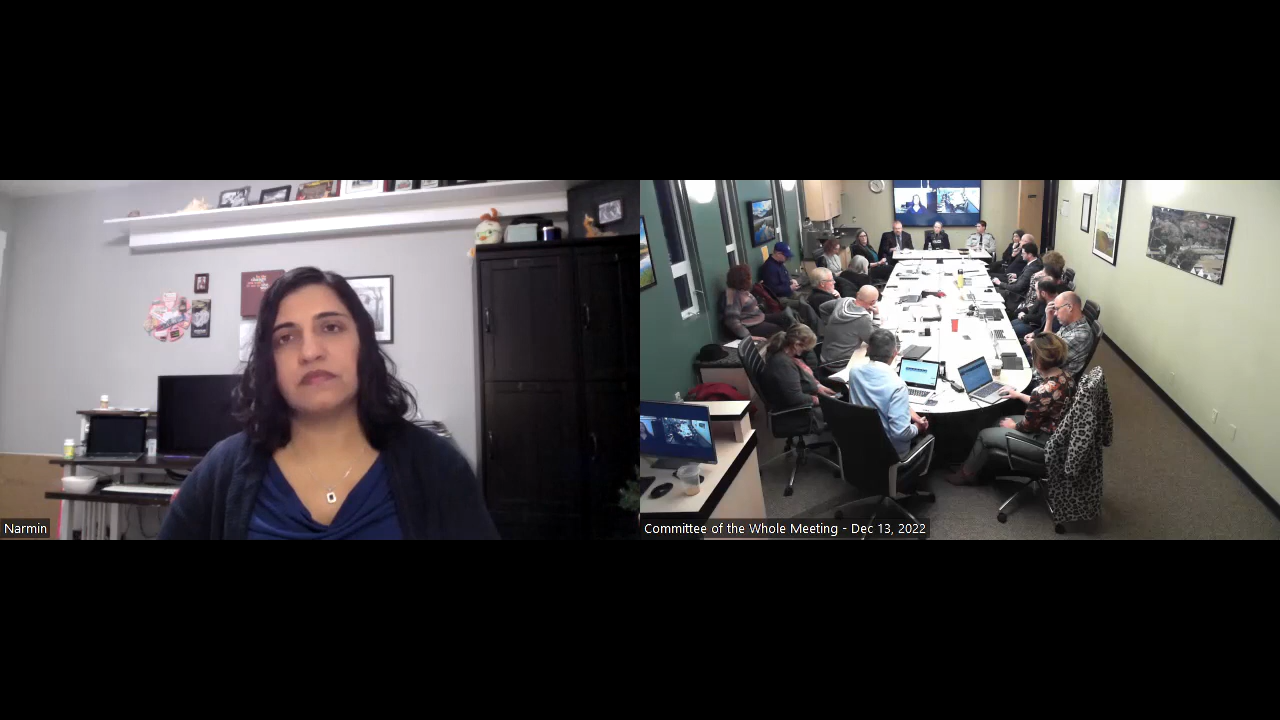 Narmin
Committee of the Whole Meeting - Dec 13, 2022